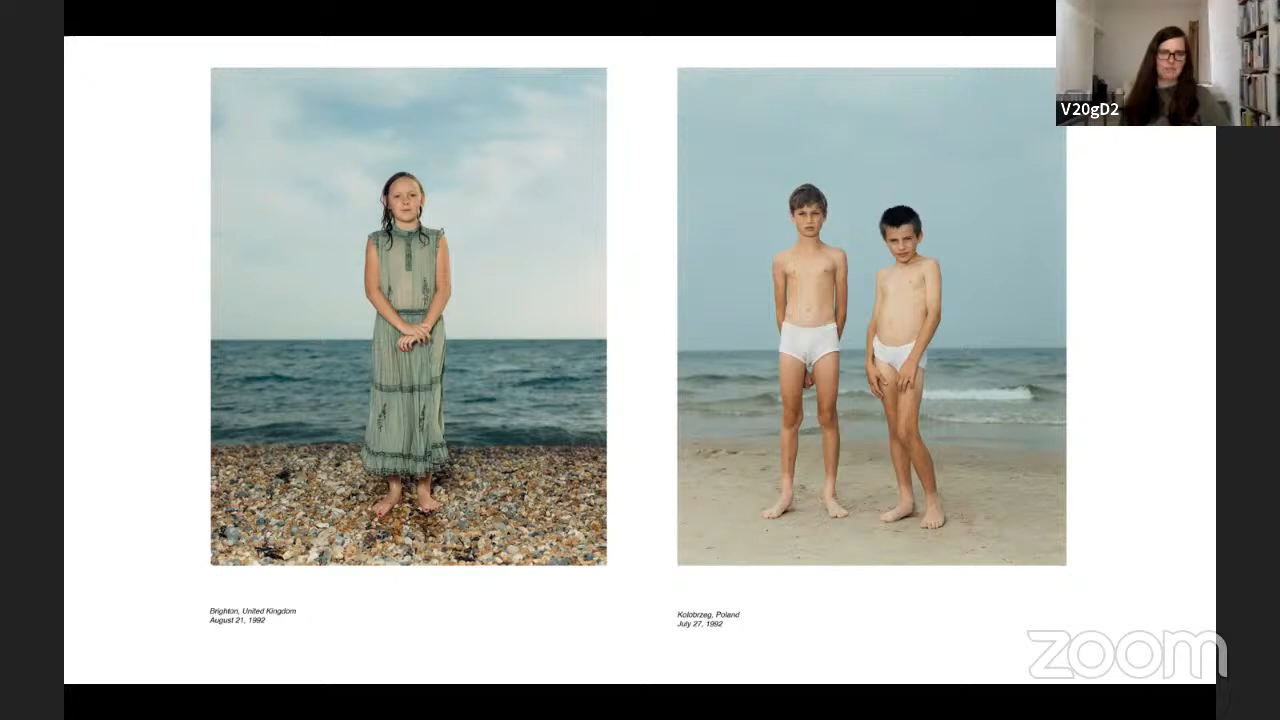 V20gD2
Brighton, United Kingdom
August 21, 1992
Kolobrzeg, Poland
July 27, 1992
zoom